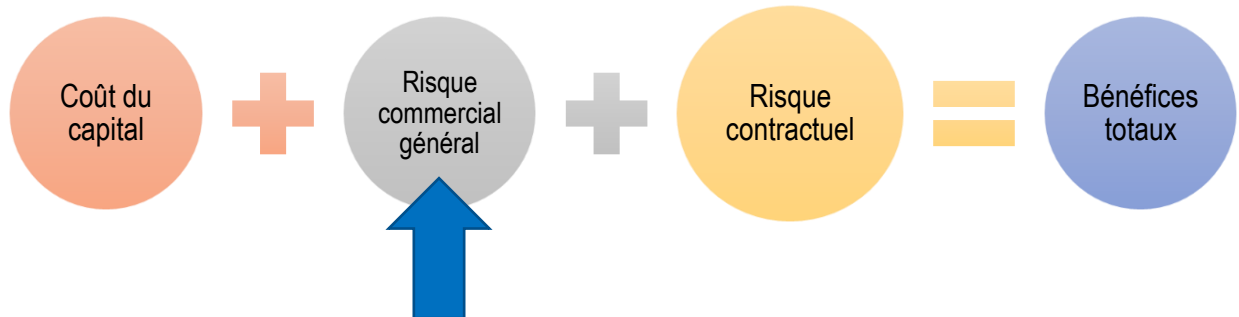 Coût du
capital
Risque
commercial
général
Risque
contractuel
Bénéfices
totaux